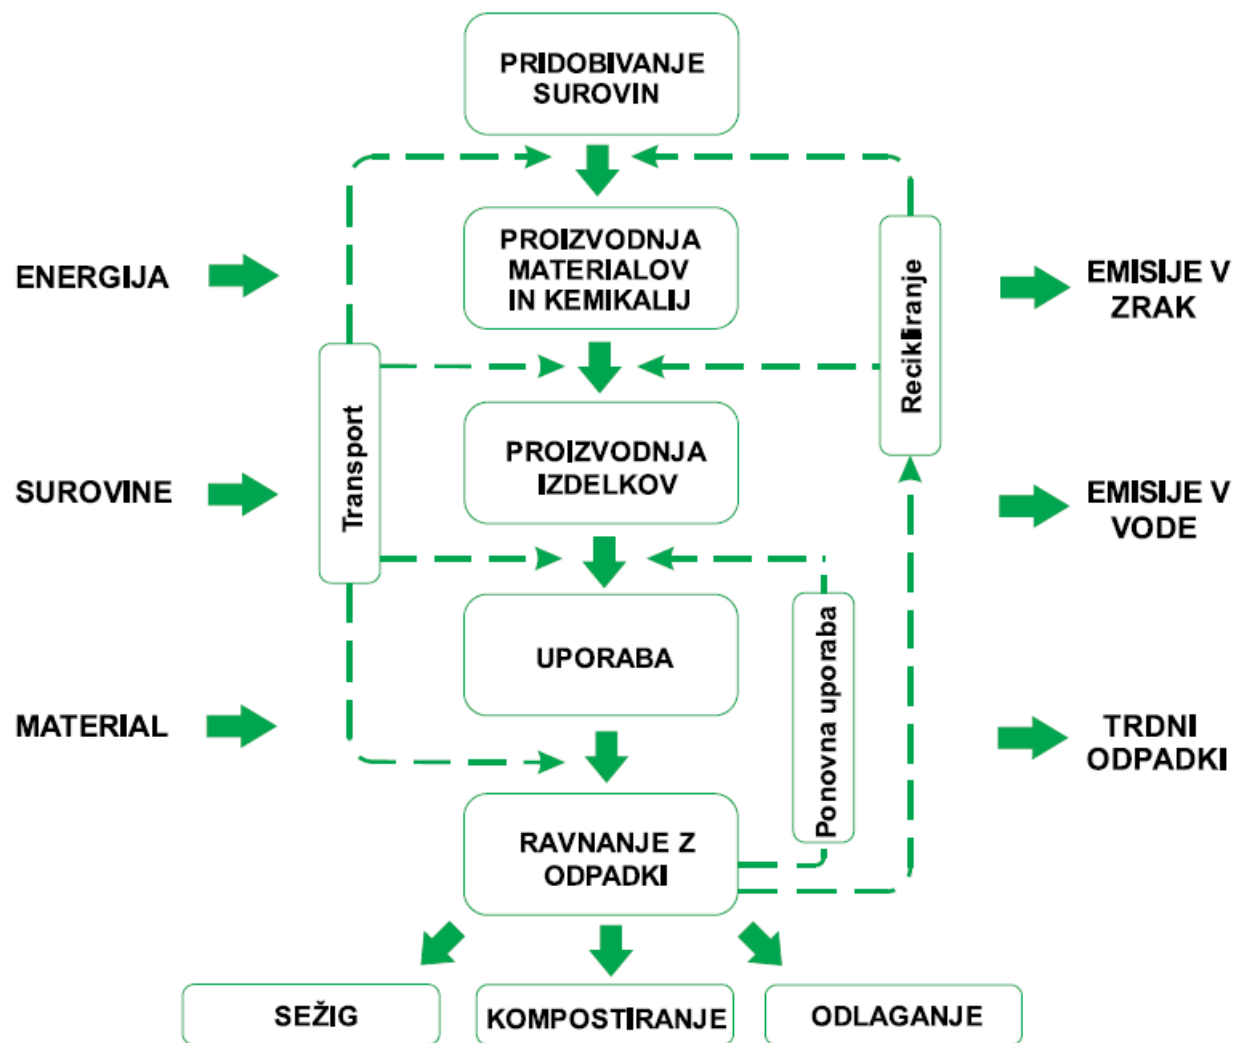 PRIDOBIVANJE
SUROVIN
PROIZVODNJA
MATERIALOV
IN KEMIKALIJ
ENERGIJA
Recikliranje
EMISIJE V
ZRAK
Transport
PROIZVODNJA
IZDELKOV
SUROVINE
EMISIJE V
VODE
UPORABA
Ponovna uporaba
MATERIAL
TRDNI
ODPADKI
RAVNANJE Z
ODPADKI
SEŽIG
KOMPOSTIRANJE
ODLAGANJE